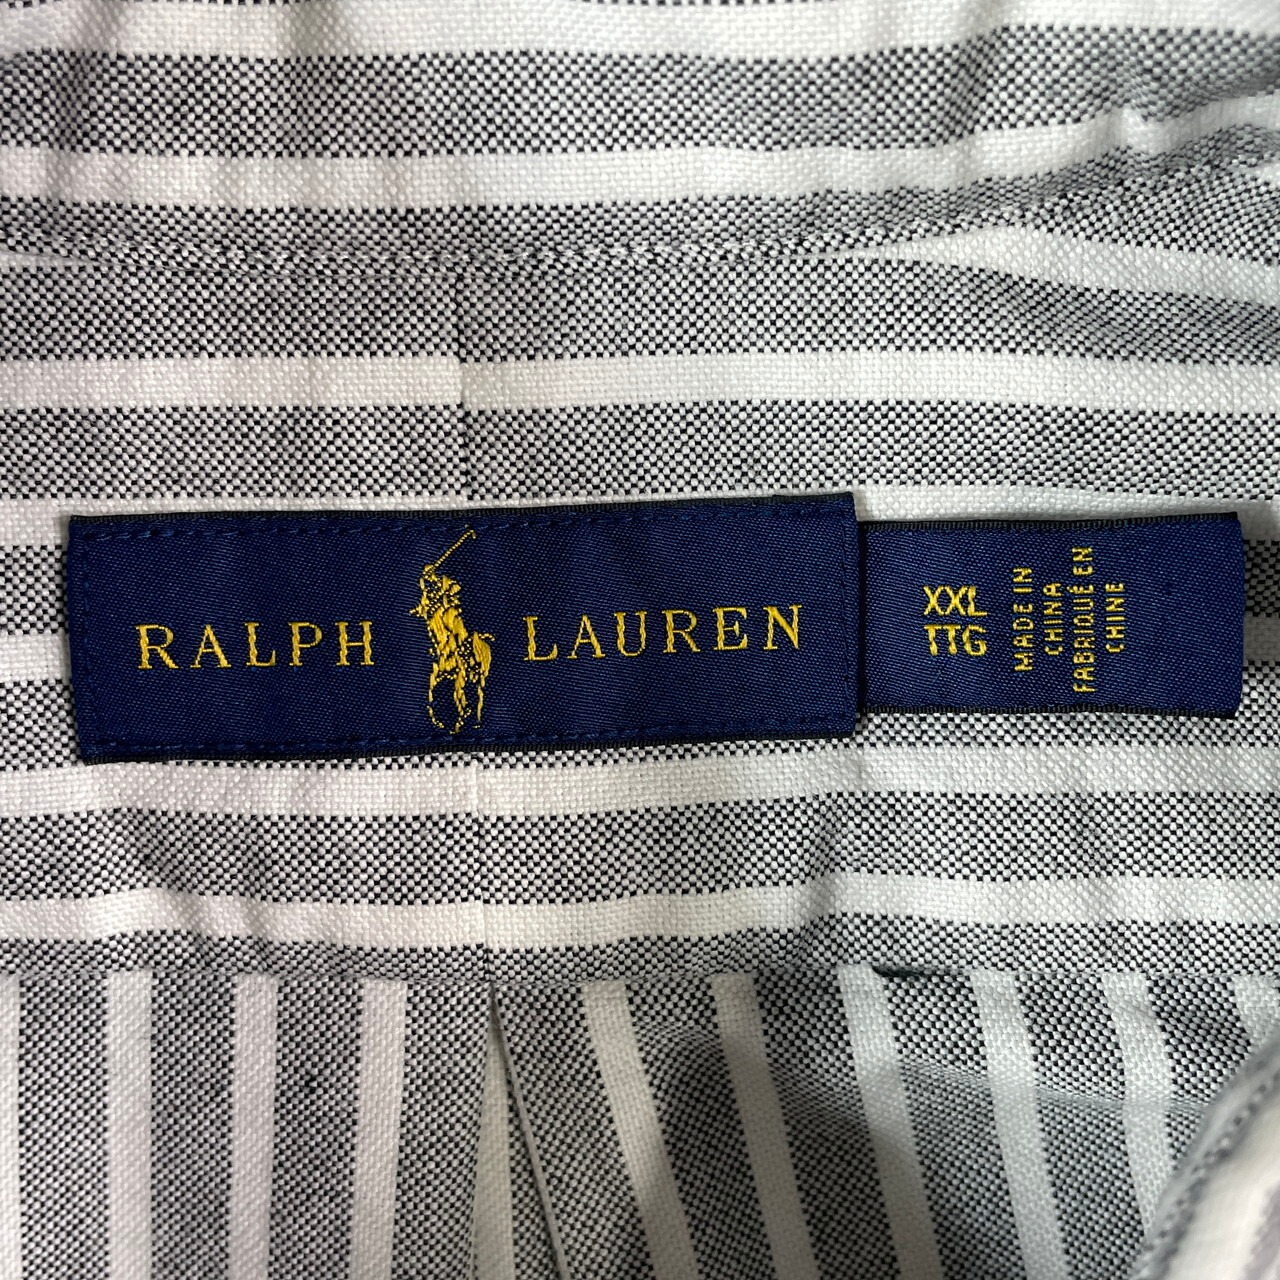 RALPH LAUREN
XXL
TTG
MADE IN
CHINA
FABRIQUÉ EN
CHINE